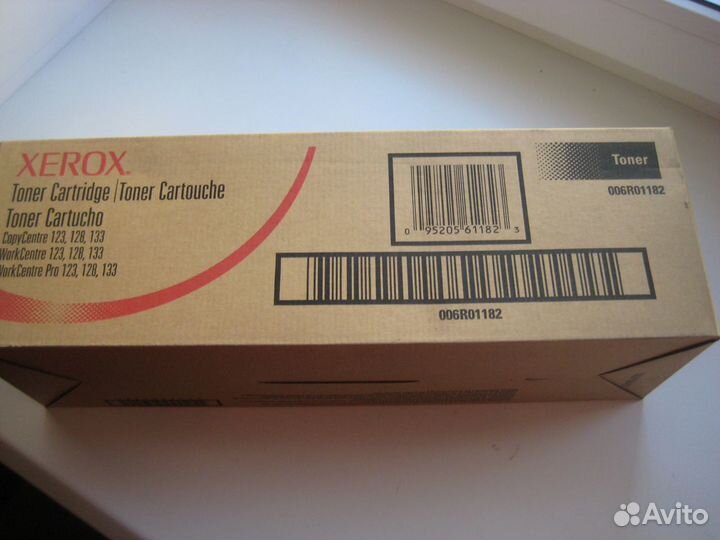 XEROX.
Toner Cartridge/Toner Cartouche
Toner Cartucho
CopyCentre 123, 128, 133
WorkCentre 123, 128, 133
WorkCentre Pro 123, 128, 133
0 95205 61182 3
Toner
006R01182
006R01182
Avito